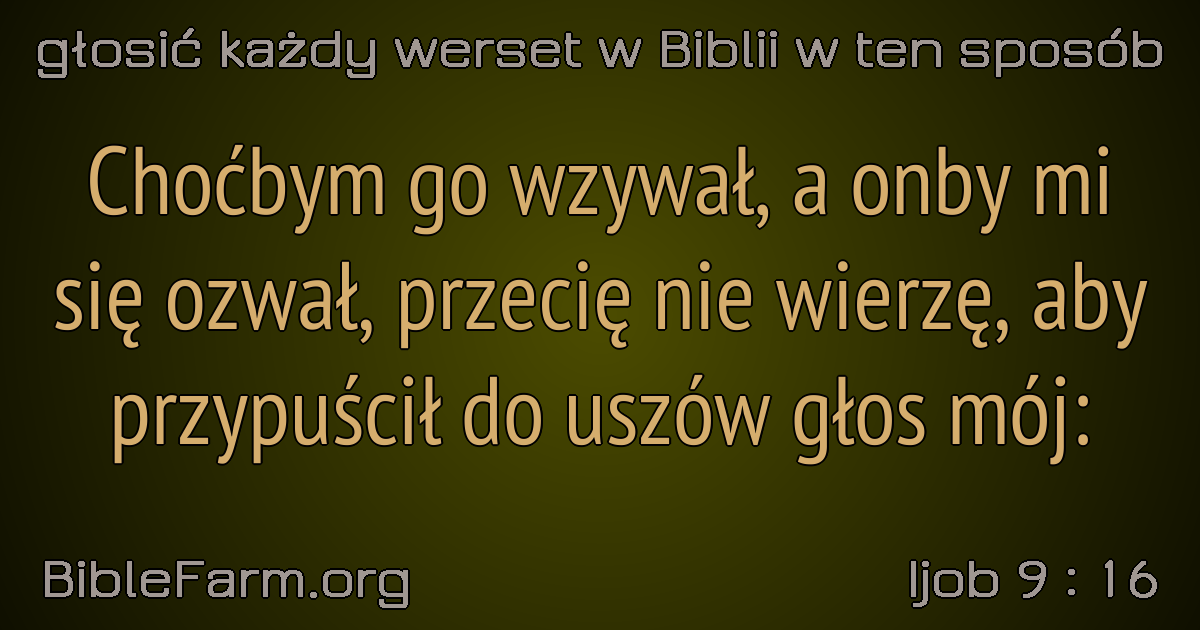 głosić każdy werset w Biblii w ten sposób
Choćbym go wzywał, a onby mi
się ozwał, przecię nie wierzę, aby
przypuścił do uszów głos mój:
BibleFarm.org
Ijob 9 : 16